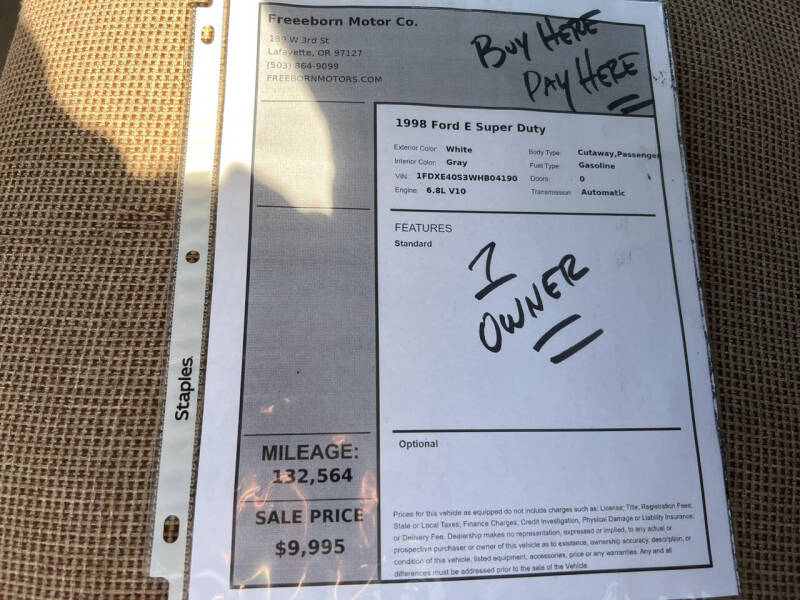 Freeeborn Motor Co.
189 W 3rd St
Lafayette, OR 97127
(503) 864-9099
FREEBORNMOTORS.COM
BUY HERE
PAY HERE
1998 Ford E Super Duty
Exterior Color: White
Interior Color: Gray
VIN: 1FDXE40S3WHB04190
Engine: 6.8L V10
Body Type: Cutaway,Passenger
Fuel Type: Gasoline
Doors: 0
Transmission: Automatic
FEATURES
Standard
1
OWNER
Optional
MILEAGE:
132,564
SALE PRICE
$9,995
Prices for this vehicle as equipped do not include charges such as: License; Title; Registration Fees;
State or Local Taxes; Finance Charges, Credit Investigation, Physical Damage or Liability Insurance;
or Delivery Fee. Dealership makes no representation, expressed or implied, to any actual or
prospective purchaser or owner of this vehicle as to existence, ownership accuracy, description, or
condition of this vehicle, listed equipment, accessories, price or any warranties. Any and all
differences must be addressed prior to the sale of the Vehicle.
Staples